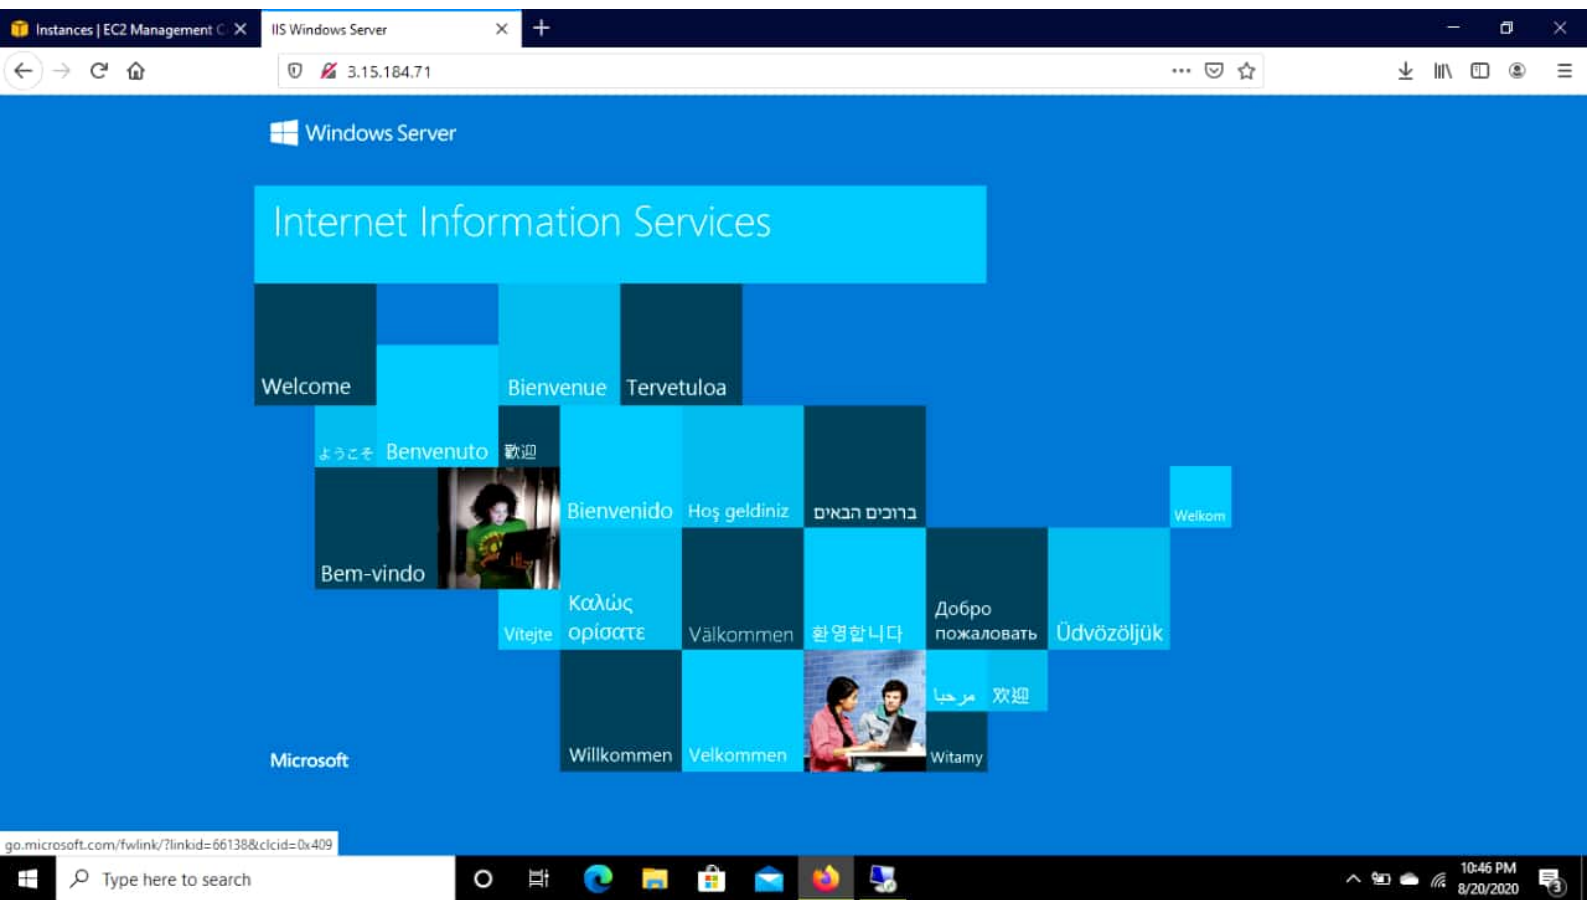 Instances | EC2 Management C
IIS Windows Server
3.15.184.71
Windows Server
Internet Information Services
Welcome
Bienvenue
Tervetuloa
ようこそ
Benvenuto
歡迎
Bienvenido
Hoş geldiniz
ברוכים הבאים
Welkom
Bem-vindo
Vítejte
Καλώς
ορίσατε
Välkommen
환영합니다
Добро
пожаловать
Üdvözöljük
مرحبا
欢迎
Microsoft
Willkommen
Velkommen
Witamy
go.microsoft.com/fwlink/?linkid=66138&clcid=0x409
Type here to search
10:46 PM
8/20/2020
3